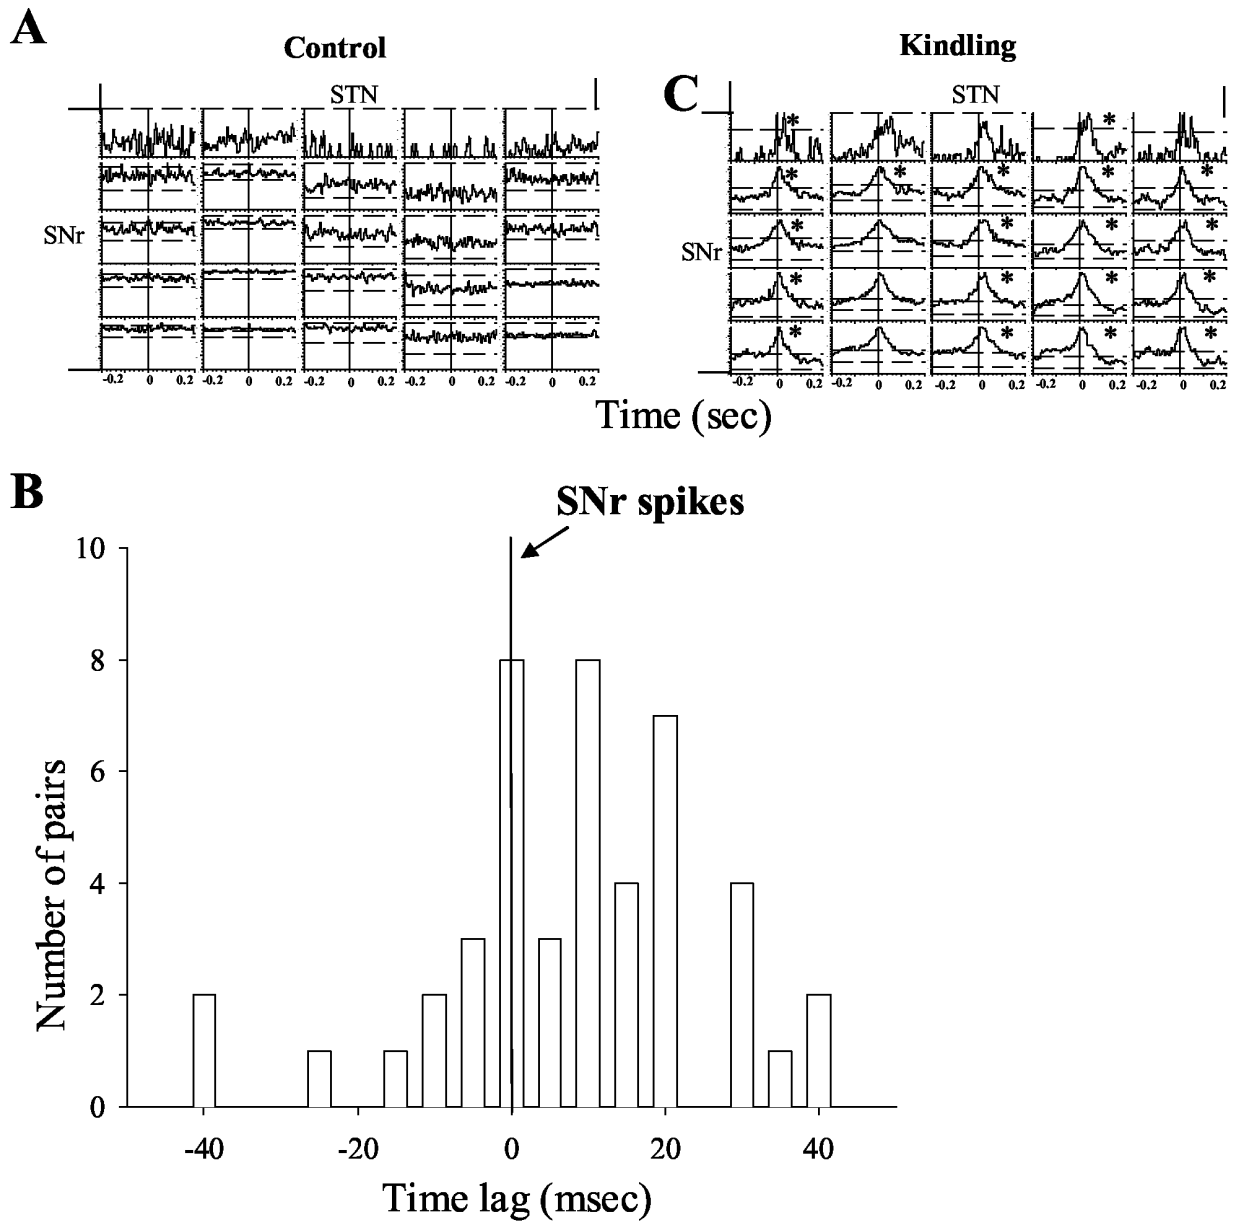 A
Control
STN
SNr
-0.2 0 0.2 -0.2 0 0.2 -0.2 0 0.2 -0.2 0 0.2 -0.2 0 0.2
Kindling
C
STN
* *
* * * * *
SNr
* * * *
* * * *
* * * *
-0.2 0 0.2 -0.2 0 0.2 -0.2 0 0.2 -0.2 0 0.2 -0.2 0 0.2
Time (sec)
B
SNr spikes
10
8
6
4
2
0
Number of pairs
-40 -20 0 20 40
Time lag (msec)